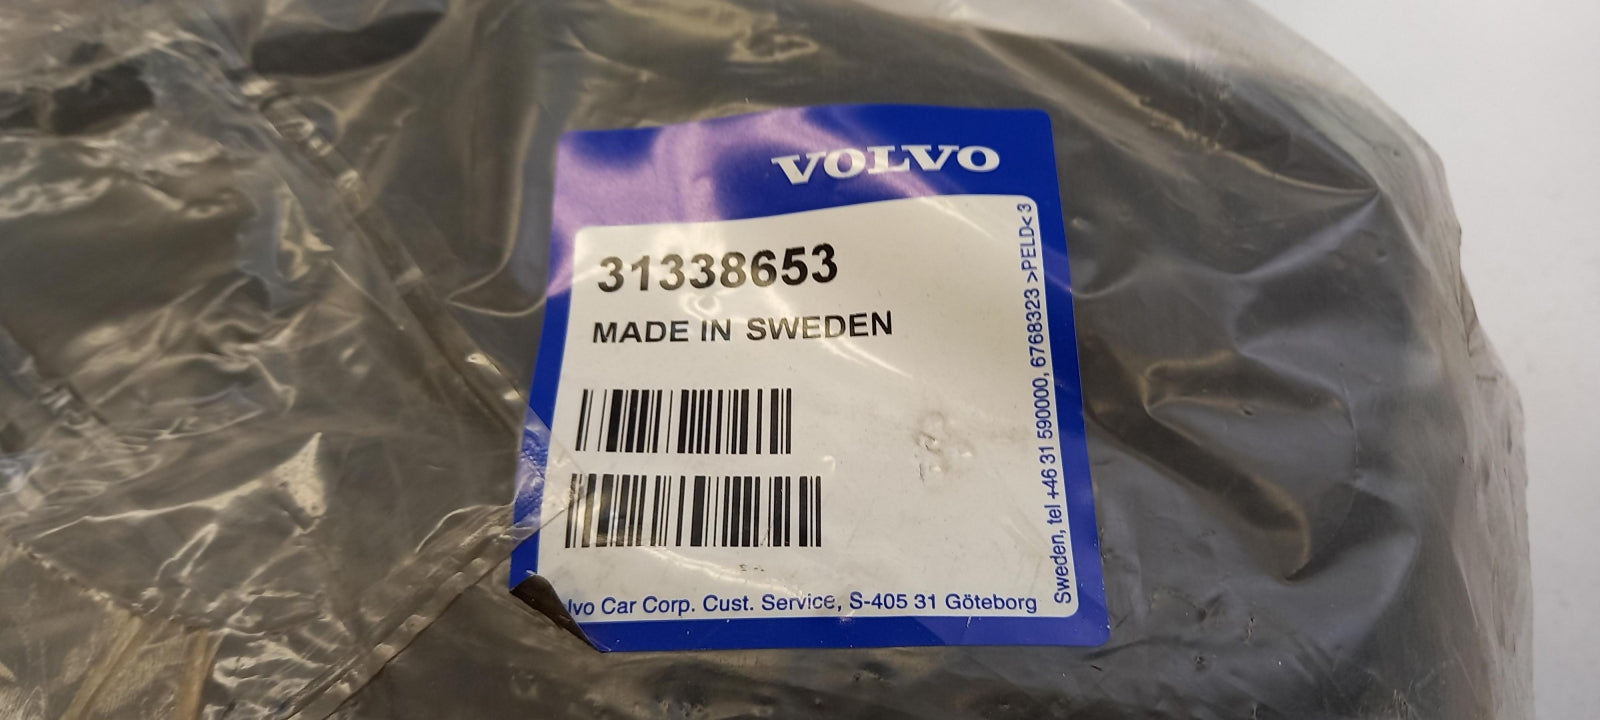 VOLVO
31338653
MADE IN SWEDEN
lvo Car Corp. Cust. Service, S-405 31 Göteborg
Sweden, tel +46 31 590000, 6768323 >PELD< 3